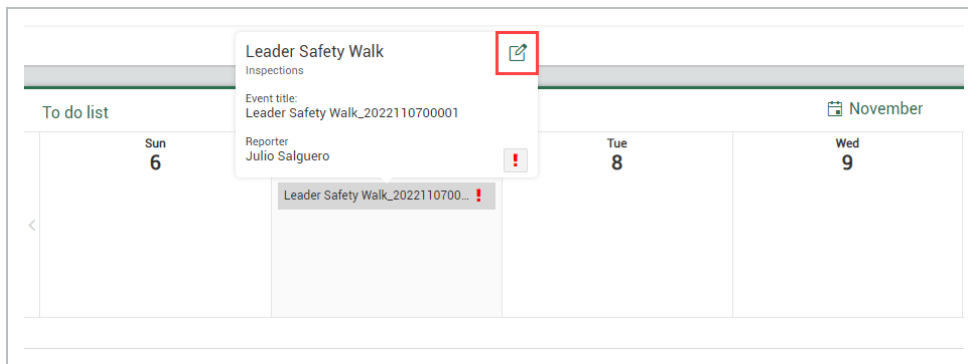 Leader Safety Walk
Inspections
Event title:
Leader Safety Walk_2022110700001
Reporter
Julio Salguero
To do list
November
Sun
6
Tue
8
Wed
9
Leader Safety Walk_2022110700...